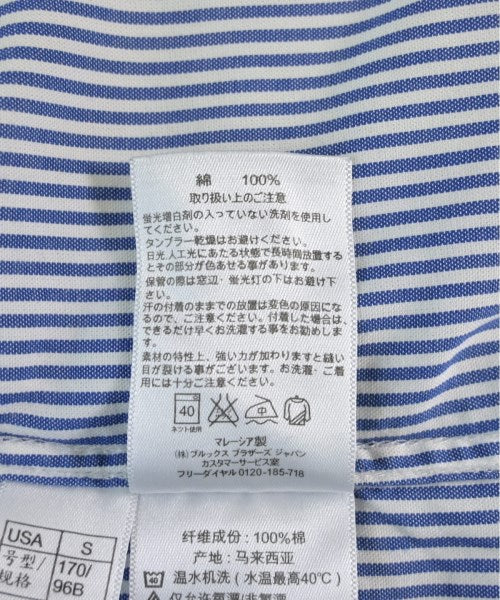 綿 100%
取り扱い上のご注意
蛍光増白剤の入っていない洗剤を使用し
てください。
タンブラー乾燥はお避けください。
日光.人工光にあたる状態で長時間放置する
とその部分が色あせる事があります。
保管の際は窓辺・蛍光灯の下はお避け下
さい。
汗の付着のままでの放置は変色の原因にな
るので、ご注意ください。付着した場合は、
できるだけ早くお洗濯する事をお勧めしま
す。
素材の特性上、強い力が加わりますと縫い
目が裂ける事がございます。お洗濯・ご着
用には十分ご注意ください。
40
ネット使用
マレーシア製
(株)ブルックス ブラザーズ ジャパン
カスタマーサービス室
フリーダイヤル0120-185-718
USA S
号型/ 170/
规格 96B
纤维成份: 100%棉
产地: 马来西亚
40 温水机洗(水温最高40℃)